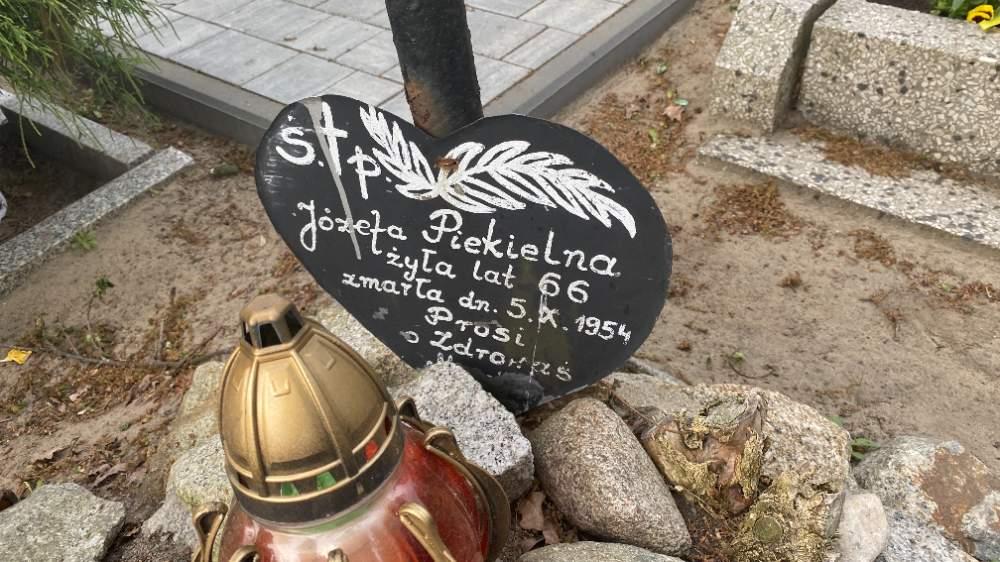 Ś.†p.
Józefa Piekielna
żyła lat 66
zmarła dn. 5.X.1954
Prosi
o Zdrowaś